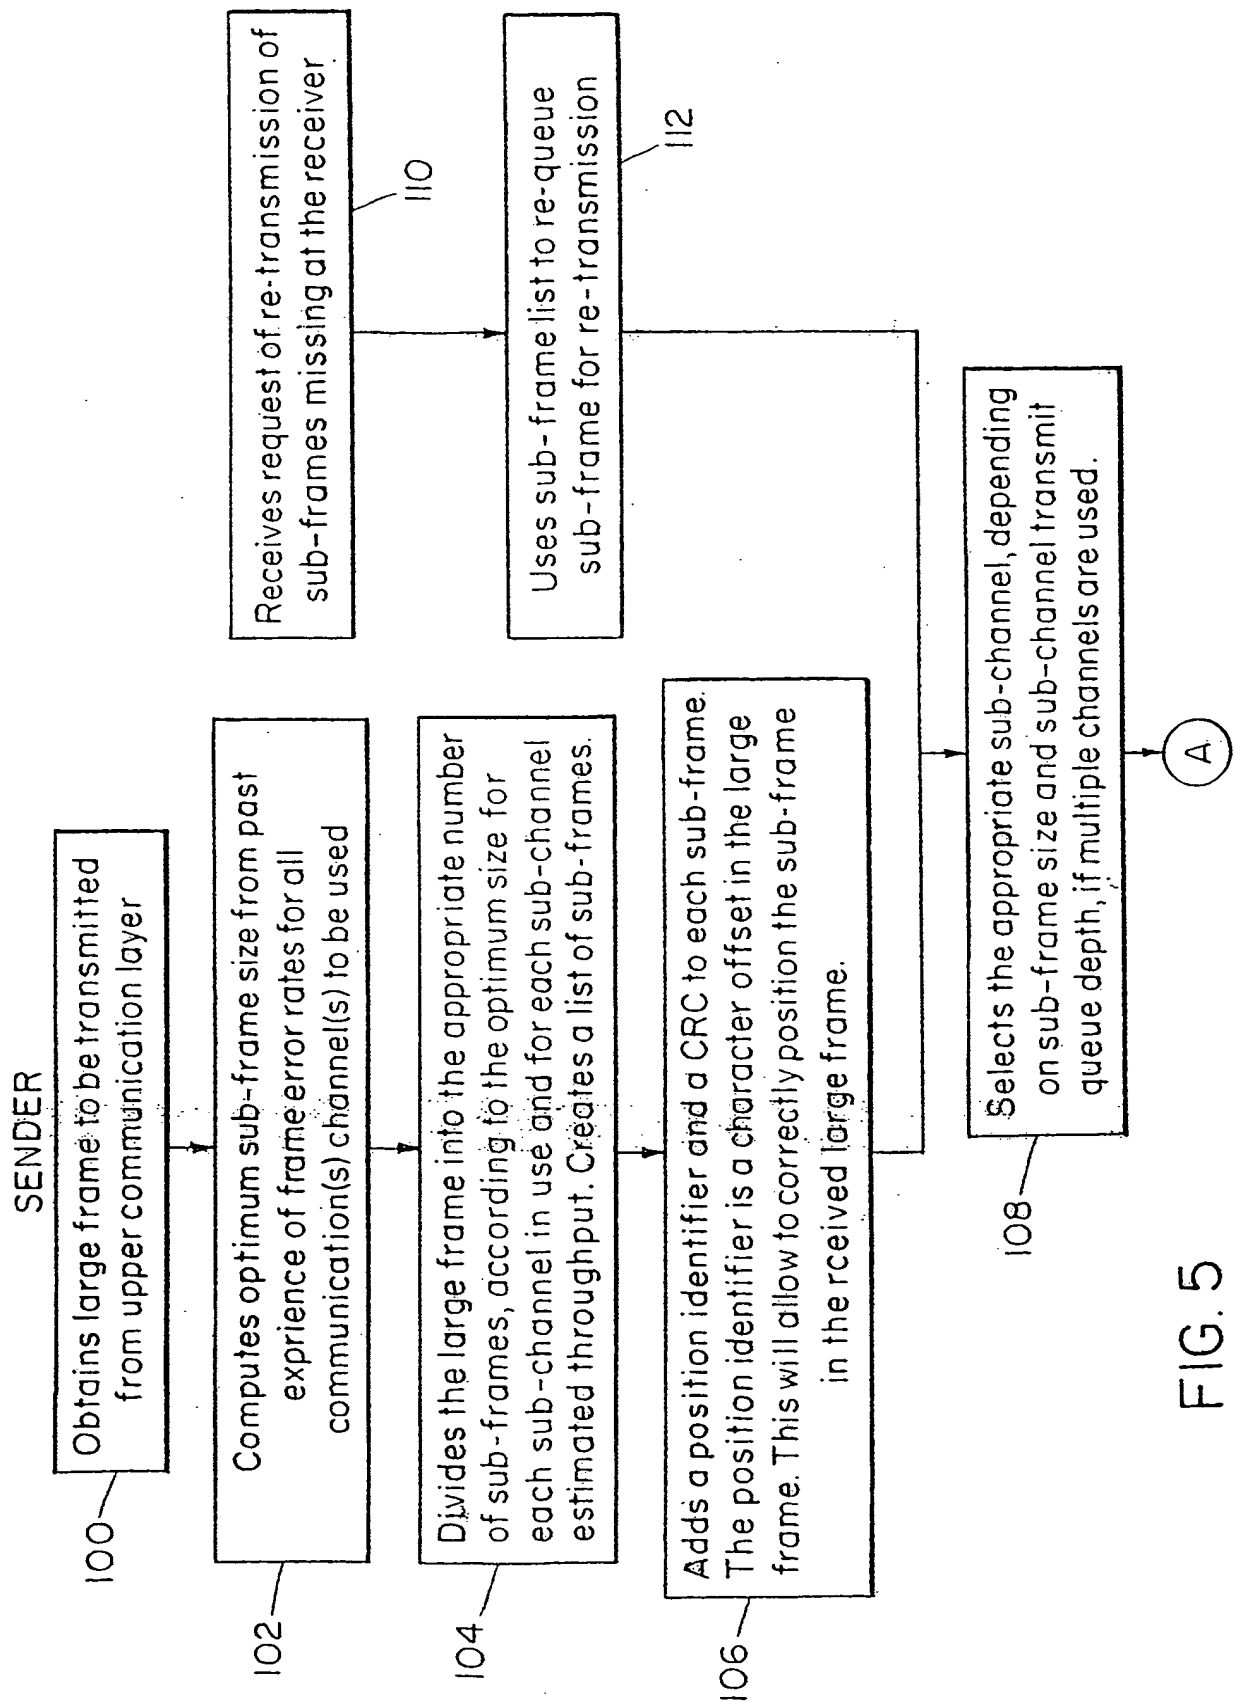 SENDER
Obtains large frame to be transmitted
from upper communication layer
100
Computes optimum sub-frame size from past
exprience of frame error rates for all
communication(s) channel(s) to be used
102
Divides the large frame into the appropriate number
of sub-frames, according to the optimum size for
each sub-channel in use and for each sub-channel
estimated throughput. Creates a list of sub-frames.
104
Adds a position identifier and a CRC to each sub-frame.
The position identifier is a character offset in the large
frame. This will allow to correctly position the sub-frame
in the rceived large frame.
106
Receives request of re-transmission of
sub-frames missing at the receiver
110
Uses sub-frame list to re-queue
sub-frame for re-transmission
112
Selects the appropriate sub-channel, depending
on sub-frame size and sub-channel transmit
queue depth, if multiple channels are used.
108
A
FIG. 5